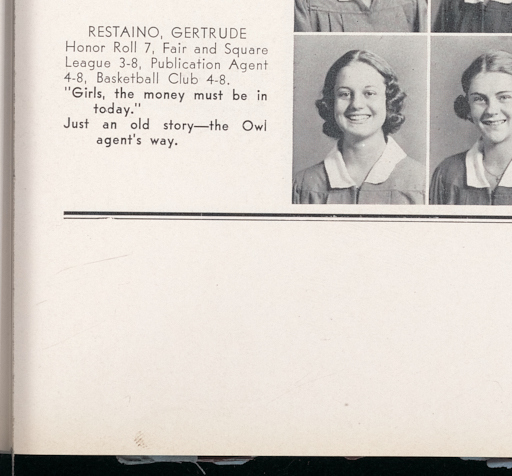 RESTAINO, GERTRUDE
Honor Roll 7, Fair and Square
League 3-8, Publication Agent
4-8, Basketball Club 4-8.
"Girls, the money must be in
today."
Just an old story—the Owl
agent's way.